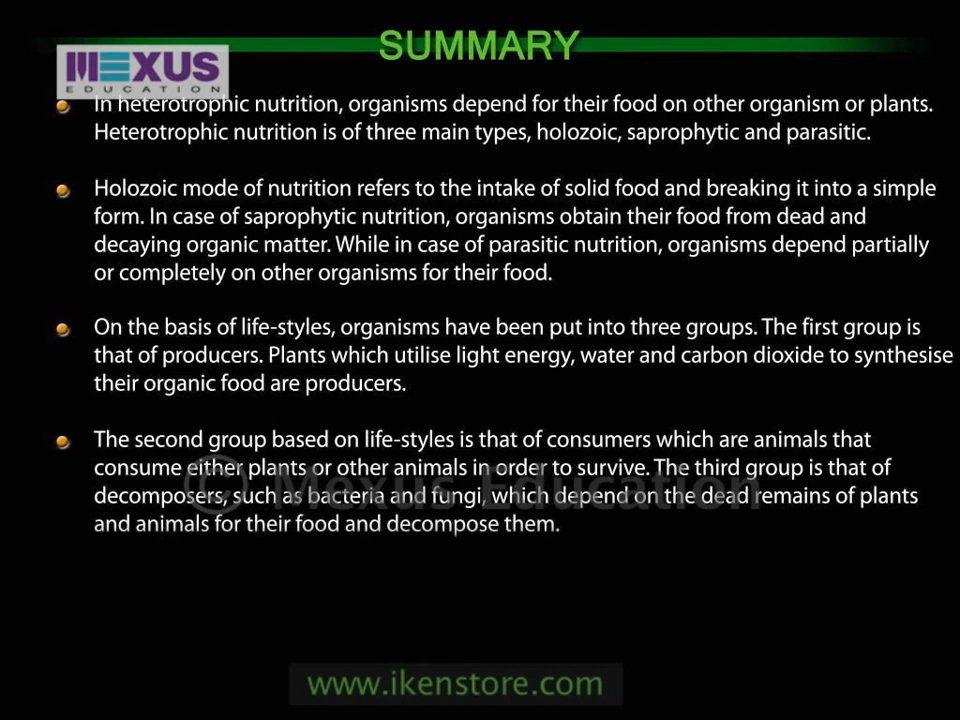 SUMMARY
MEXUS
EDUCATION
In heterotrophic nutrition, organisms depend for their food on other organism or plants.
Heterotrophic nutrition is of three main types, holozoic, saprophytic and parasitic.
Holozoic mode of nutrition refers to the intake of solid food and breaking it into a simple
form. In case of saprophytic nutrition, organisms obtain their food from dead and
decaying organic matter. While in case of parasitic nutrition, organisms depend partially
or completely on other organisms for their food.
On the basis of life-styles, organisms have been put into three groups. The first group is
that of producers. Plants which utilise light energy, water and carbon dioxide to synthesise
their organic food are producers.
The second group based on life-styles is that of consumers which are animals that
consume either plants or other animals in order to survive. The third group is that of
decomposers, such as bacteria and fungi, which depend on the dead remains of plants
and animals for their food and decompose them.
© Mexus Education
www.ikenstore.com